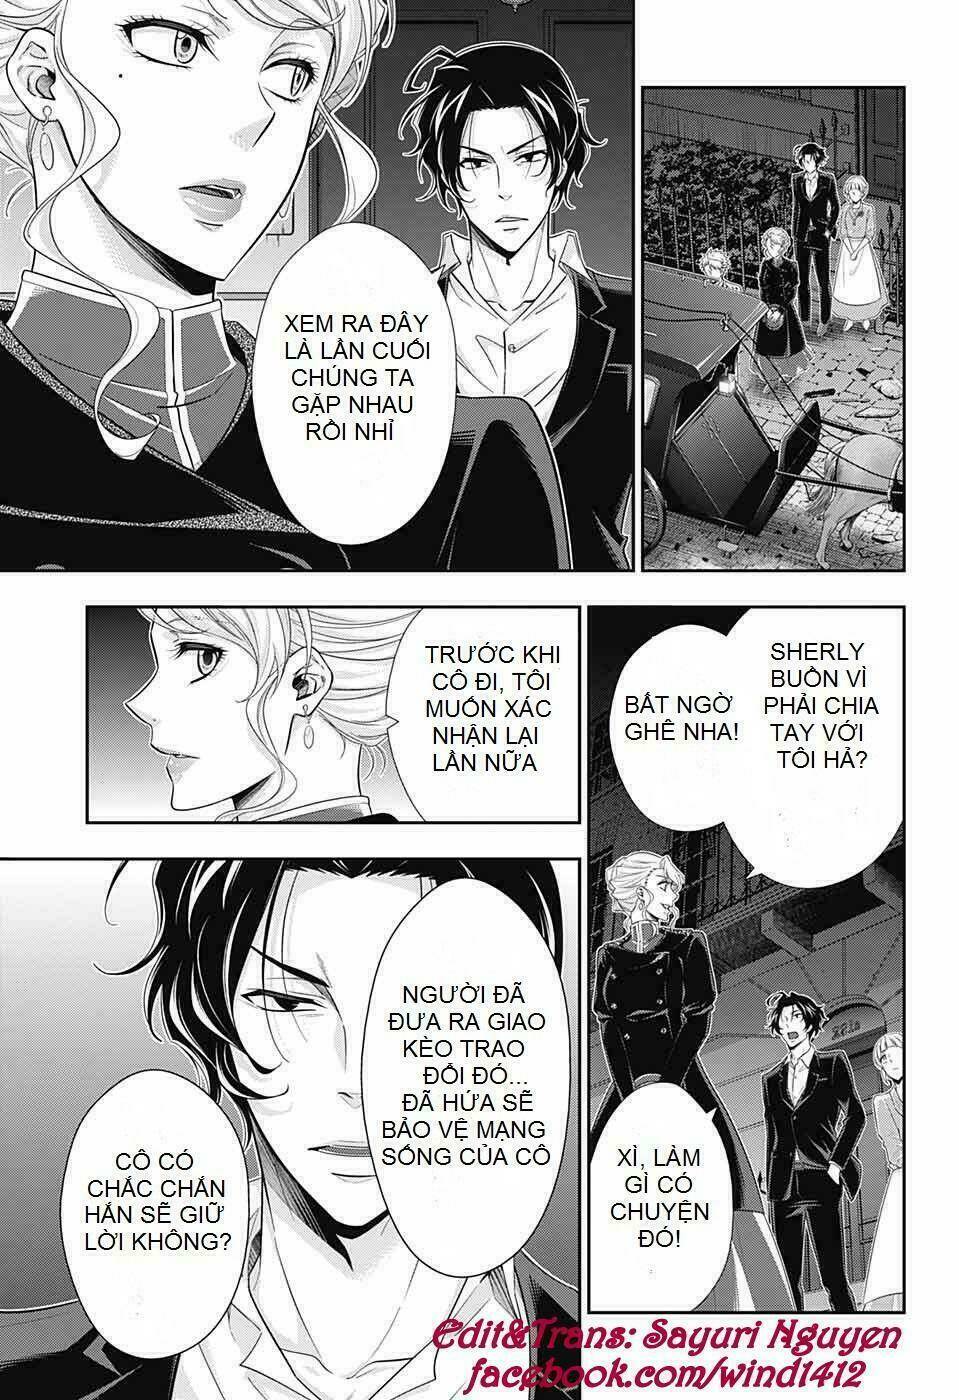 XEM RA ĐÂY
LÀ LẦN CUỐI
CHÚNG TA
GẶP NHAU
RỒI NHỈ
SHERLY
BUỒN VÌ
PHẢI CHIA
TAY VỚI
TÔI HẢ?
BẤT NGỜ
GHÊ NHA!
XÌ, LÀM
GÌ CÓ
CHUYỆN
ĐÓ!
TRƯỚC KHI
CÔ ĐI, TÔI
MUỐN XÁC
NHẬN LẠI
LẦN NỮA
NGƯỜI ĐÃ
ĐƯA RA GIAO
KÈO TRAO
ĐỔI ĐÓ...
ĐÃ HỨA SẼ
BẢO VỆ MẠNG
SỐNG CỦA CÔ
CÔ CÓ
CHẮC CHẮN
HẮN SẼ GIỮ
LỜI KHÔNG?
Edit&Trans: Sayuri Nguyen
facebook.com/wind1412